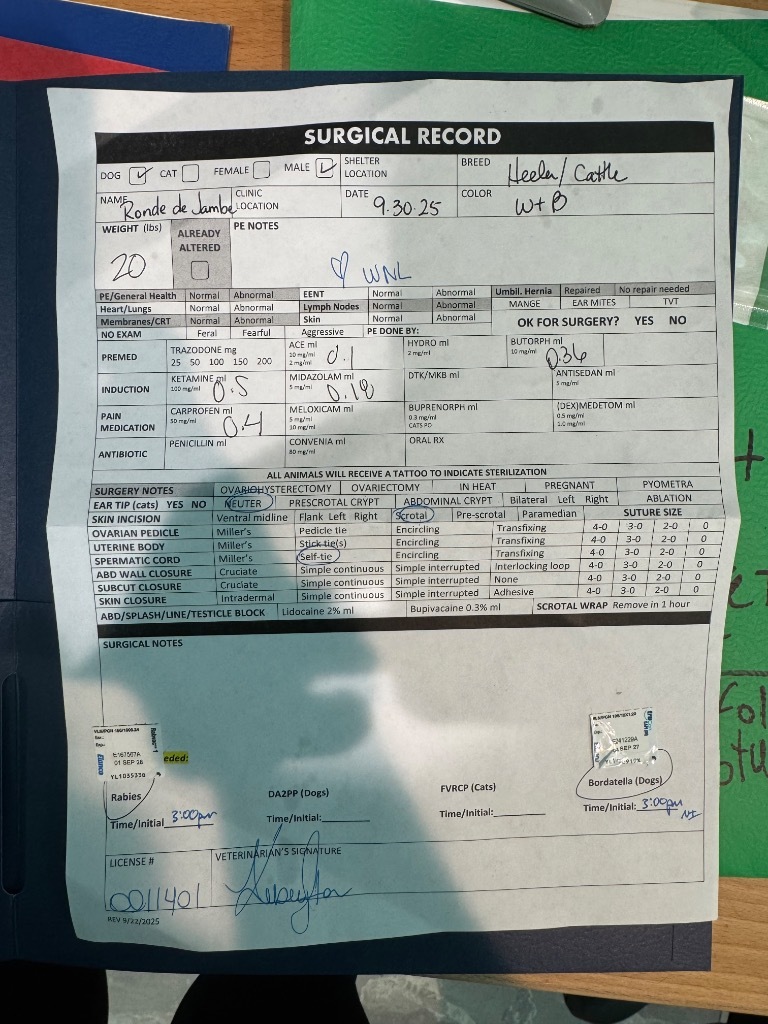 SURGICAL RECORD
DOG CAT FEMALE MALE SHELTER LOCATION BREED Heeler/ Cattle
NAME Ronde de Jambe CLINIC LOCATION DATE 9.30.25 COLOR W+B
WEIGHT (lbs) 20 ALREADY ALTERED PE NOTES
♡ WNL
PE/General Health Normal Abnormal EENT Normal Abnormal Umbil. Hernia Repaired No repair needed
Heart/Lungs Normal Abnormal Lymph Nodes Normal Abnormal MANGE EAR MITES TVT
Membranes/CRT Normal Abnormal Skin Normal Abnormal OK FOR SURGERY? YES NO
NO EXAM Feral Fearful Aggressive PE DONE BY:
PREMED TRAZODONE mg 25 50 100 150 200 ACE ml 10 mg/ml 2 mg/ml 0.1 HYDRO ml 2 mg/ml BUTORPH ml 10 mg/ml 0.36
INDUCTION KETAMINE ml 100 mg/ml 0.5 MIDAZOLAM ml 5 mg/ml 0.18 DTK/MKB ml ANTISEDAN ml 5 mg/ml
PAIN MEDICATION CARPROFEN ml 50 mg/ml 0.4 MELOXICAM ml 5 mg/ml 10 mg/ml BUPRENORPH ml 0.3 mg/ml CATS PO (DEX)MEDETOM ml 0.5 mg/ml 1.0 mg/ml
ANTIBIOTIC PENICILLIN ml CONVENIA ml 80 mg/ml ORAL RX
ALL ANIMALS WILL RECEIVE A TATTOO TO INDICATE STERILIZATION
SURGERY NOTES OVARIOHYSTERECTOMY OVARIECTOMY IN HEAT PREGNANT PYOMETRA
EAR TIP (cats) YES NO NEUTER PRESCROTAL CRYPT ABDOMINAL CRYPT Bilateral Left Right ABLATION
SKIN INCISION Ventral midline Flank Left Right Scrotal Pre-scrotal Paramedian SUTURE SIZE
OVARIAN PEDICLE Miller's Pedicle tie Encircling Transfixing 4-0 3-0 2-0 0
UTERINE BODY Miller's Stick tie(s) Encircling Transfixing 4-0 3-0 2-0 0
SPERMATIC CORD Miller's Self-tie Encircling Transfixing 4-0 3-0 2-0 0
ABD WALL CLOSURE Cruciate Simple continuous Simple interrupted Interlocking loop 4-0 3-0 2-0 0
SUBCUT CLOSURE Cruciate Simple continuous Simple interrupted None 4-0 3-0 2-0 0
SKIN CLOSURE Intradermal Simple continuous Simple interrupted Adhesive 4-0 3-0 2-0 0
ABD/SPLASH/LINE/TESTICLE BLOCK Lidocaine 2% ml Bupivacaine 0.3% ml SCROTAL WRAP Remove in 1 hour
SURGICAL NOTES
Elanco
01 SEP 28
YL1035330
eded:
SEP 27
Rabies DA2PP (Dogs) FVRCP (Cats) Bordatella (Dogs)
Time/Initial 3:00pm Time/Initial: Time/Initial: Time/Initial: 3:00pm
LICENSE # 0011401 VETERINARIAN'S SIGNATURE
REV 9/22/2025